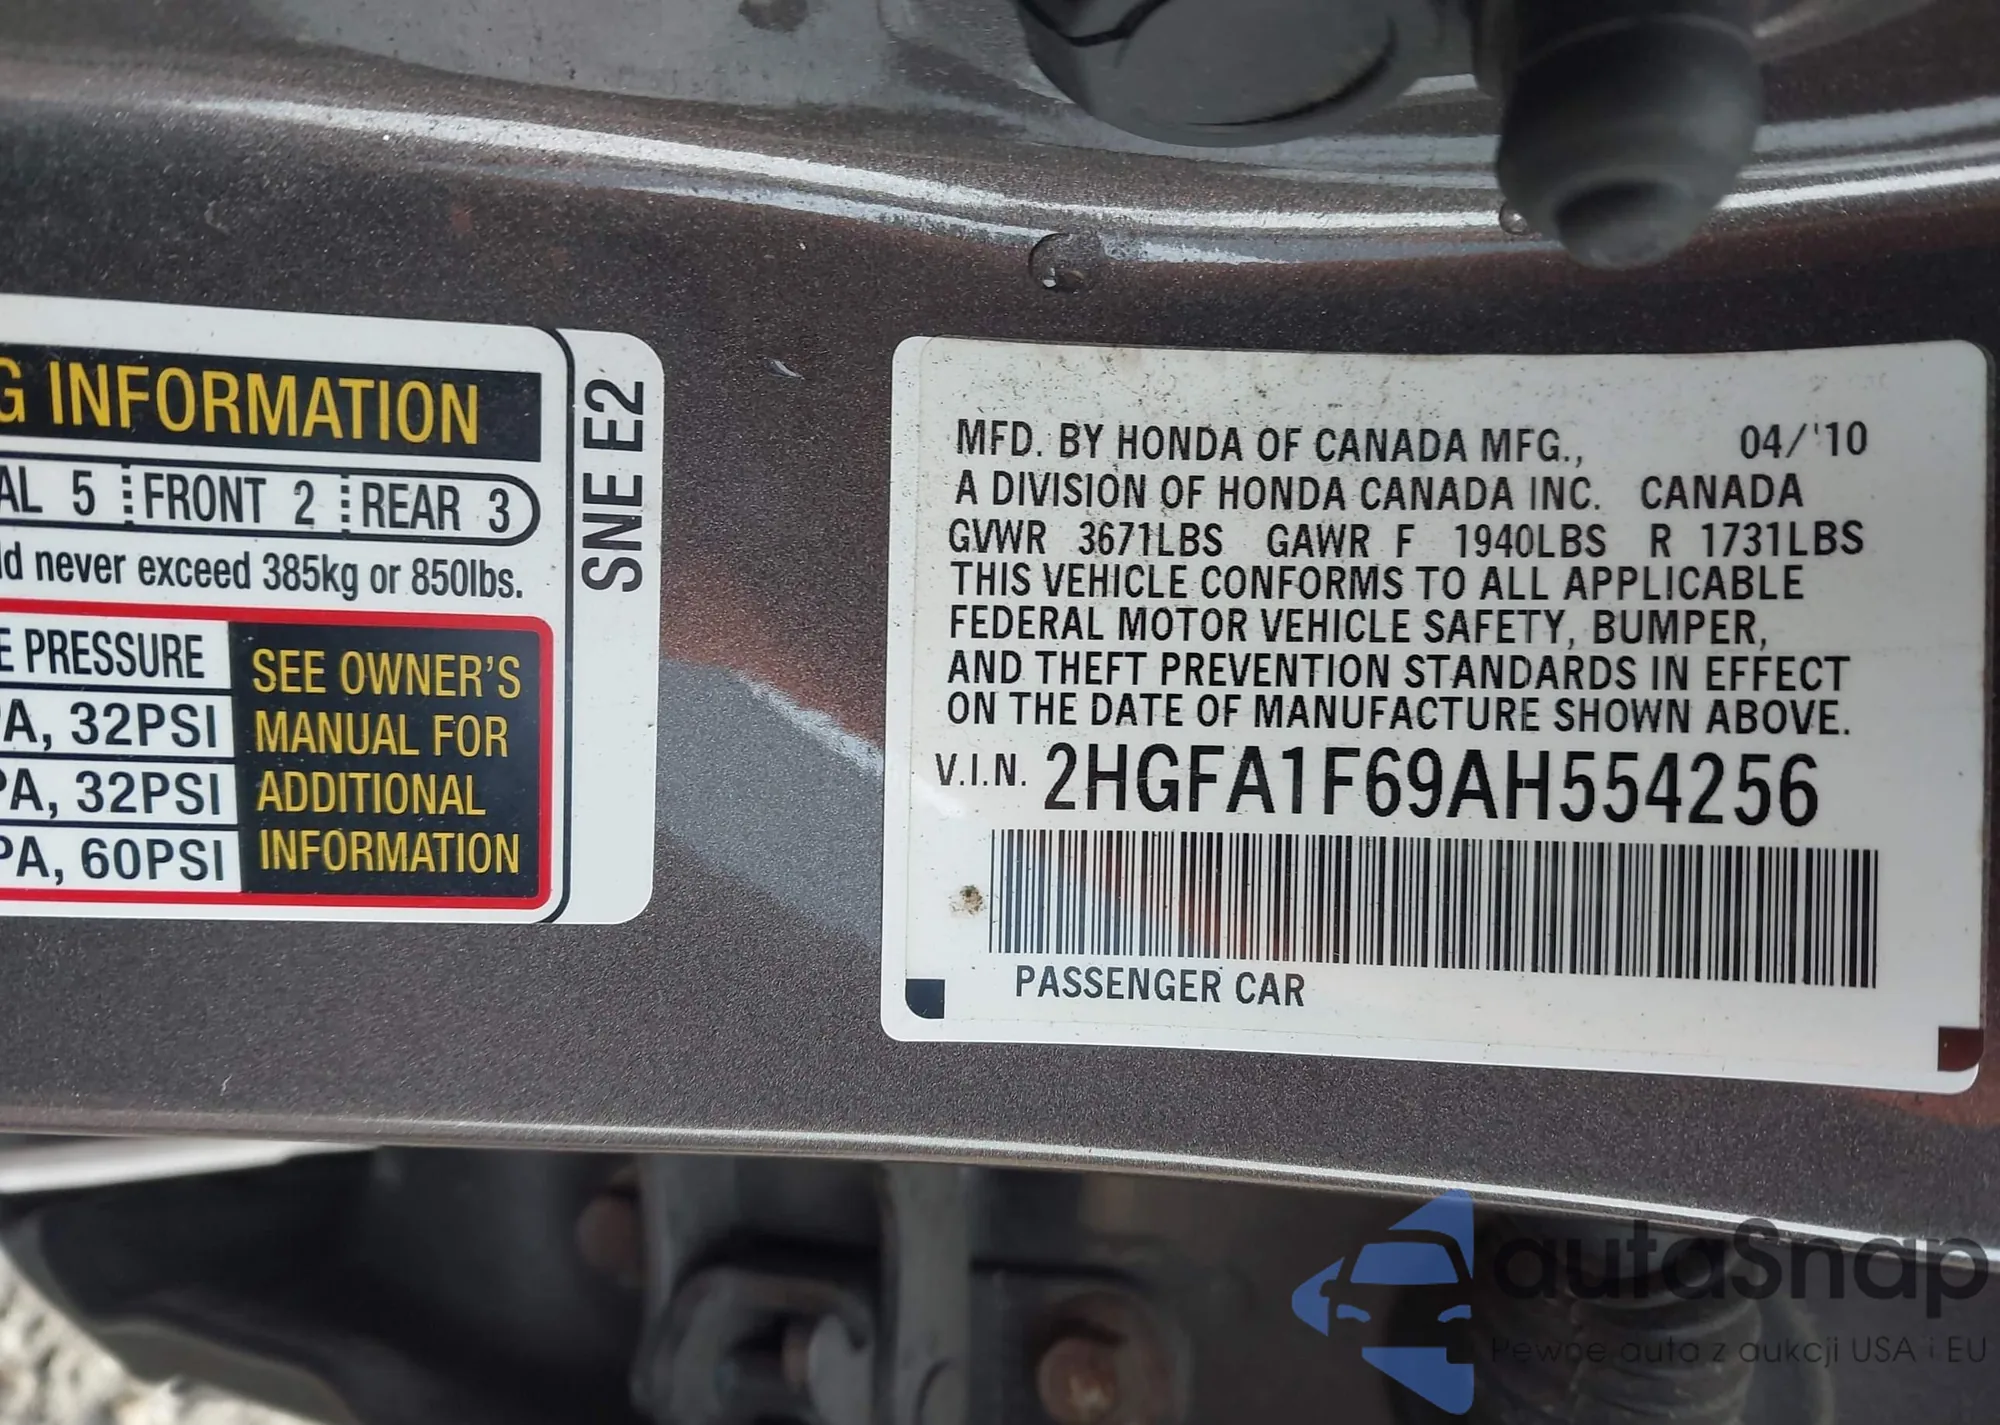 G INFORMATION
AL 5 FRONT 2 REAR 3
ld never exceed 385kg or 850lbs.
E PRESSURE
PA, 32PSI
PA, 32PSI
PA, 60PSI
SEE OWNER'S
MANUAL FOR
ADDITIONAL
INFORMATION
SNE E2
MFD. BY HONDA OF CANADA MFG., 04/'10
A DIVISION OF HONDA CANADA INC. CANADA
GVWR 3671LBS GAWR F 1940LBS R 1731LBS
THIS VEHICLE CONFORMS TO ALL APPLICABLE
FEDERAL MOTOR VEHICLE SAFETY, BUMPER,
AND THEFT PREVENTION STANDARDS IN EFFECT
ON THE DATE OF MANUFACTURE SHOWN ABOVE.
V.I.N. 2HGFA1F69AH554256
PASSENGER CAR
autaSnap
Pewne auta z aukcji USA i EU